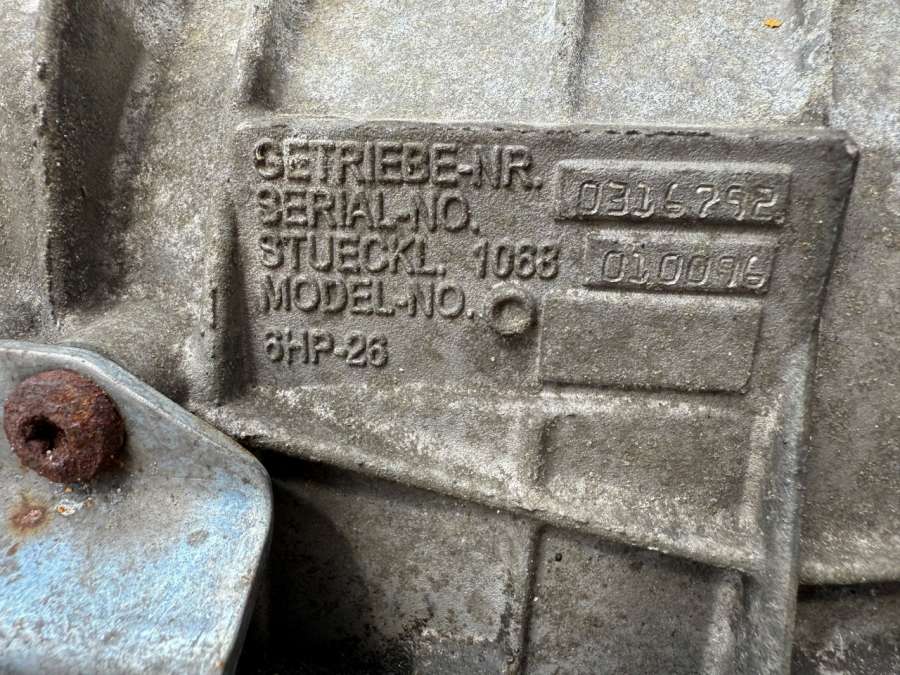 GETRIEBE-NR. 0316792
SERIAL-NO.
STUECKL. 1068 010096
MODEL-NO.
6HP-26